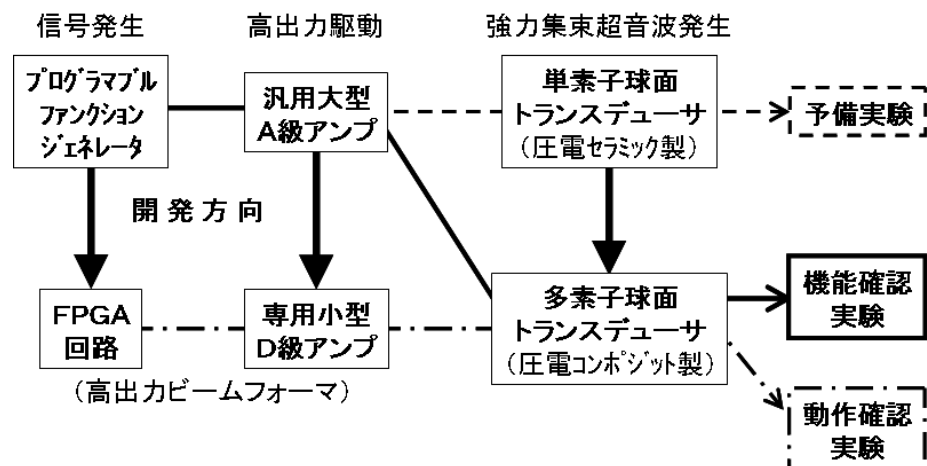 信号発生
高出力駆動
強力集束超音波発生
プログラマブル
ファンクション
ジェネレータ
汎用大型
A級アンプ
単素子球面
トランスデューサ
（圧電セラミック製）
予備実験
開発方向
FPGA
回路
専用小型
D級アンプ
多素子球面
トランスデューサ
（圧電コンポジット製）
機能確認
実験
（高出力ビームフォーマ）
動作確認
実験